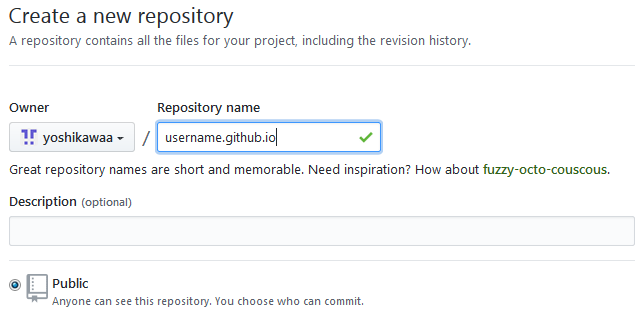 Create a new repository
A repository contains all the files for your project, including the revision history.
Owner
Repository name
yoshikawaa / username.github.io
Great repository names are short and memorable. Need inspiration? How about fuzzy-octo-couscous.
Description (optional)
Public
Anyone can see this repository. You choose who can commit.